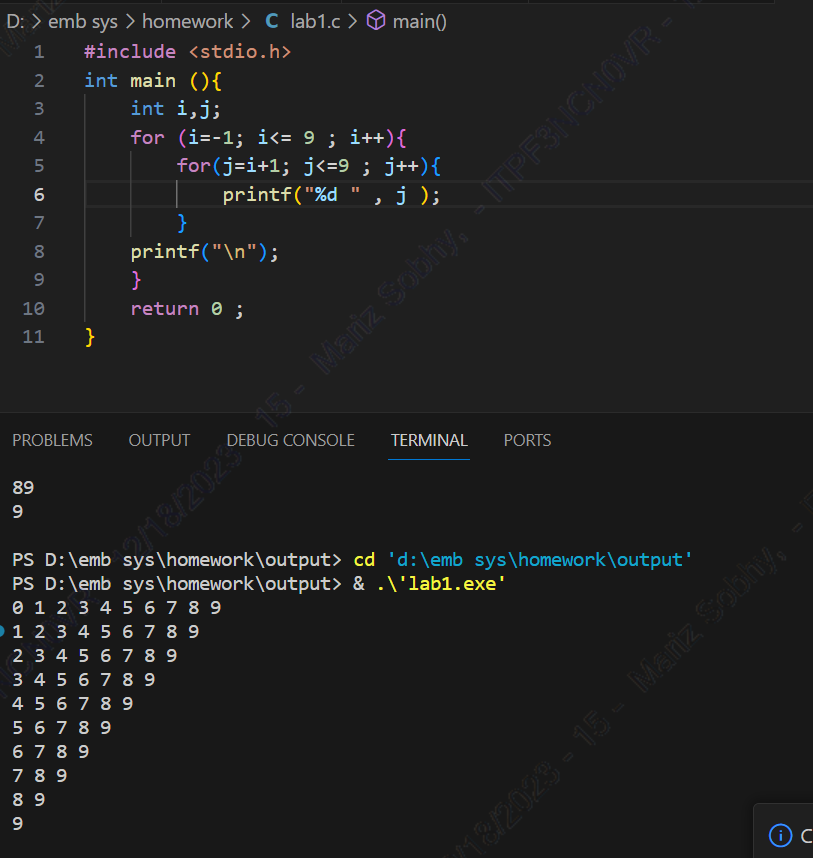 D: > emb sys > homework > C lab1.c > main()
1 #include <stdio.h>
2 int main (){
3 int i,j;
4 for (i=-1; i<= 9 ; i++){
5 for(j=i+1; j<=9 ; j++){
6 printf("%d " , j );
7 }
8 printf("\n");
9 }
10 return 0 ;
11 }
PROBLEMS OUTPUT DEBUG CONSOLE TERMINAL PORTS
89
9
PS D:\emb sys\homework\output> cd 'd:\emb sys\homework\output'
PS D:\emb sys\homework\output> & .\'lab1.exe'
0 1 2 3 4 5 6 7 8 9
1 2 3 4 5 6 7 8 9
2 3 4 5 6 7 8 9
3 4 5 6 7 8 9
4 5 6 7 8 9
5 6 7 8 9
6 7 8 9
7 8 9
8 9
9
C